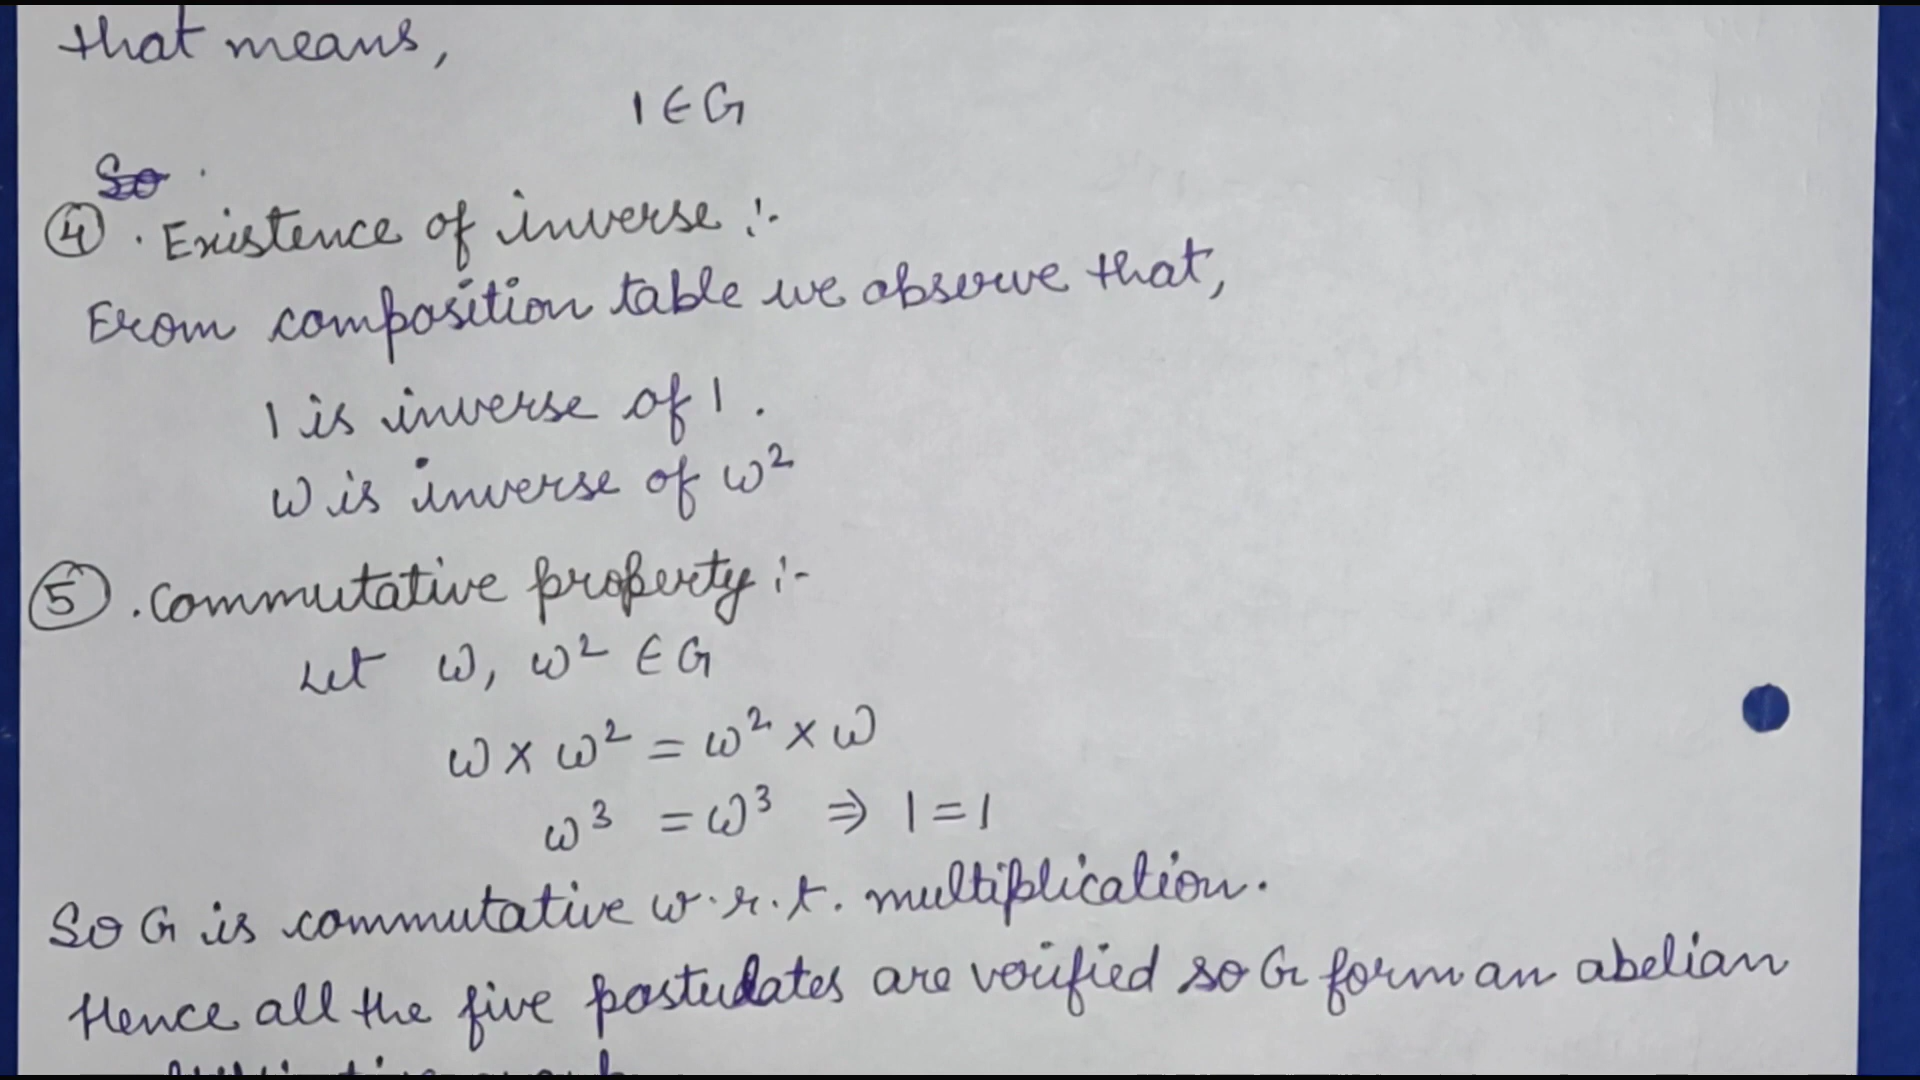 that means,
1 ∈ G
So
④. Existence of inverse :-
From composition table we observe that,
1 is inverse of 1.
ω is inverse of ω²
⑤. Commutative property :-
Let ω, ω² ∈ G
ω × ω² = ω² × ω
ω³ = ω³ ⇒ 1 = 1
So G is commutative w.r.t. multiplication.
Hence all the five postulates are verified so G form an abelian